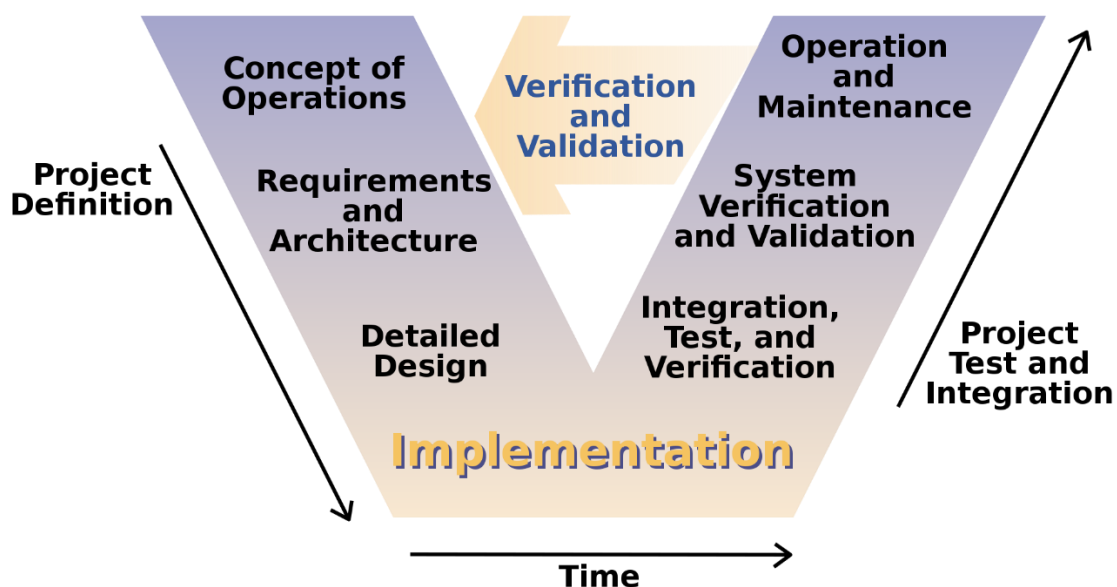 Concept of
Operations
Verification
and
Validation
Operation
and
Maintenance
Project
Definition
Requirements
and
Architecture
System
Verification
and Validation
Detailed
Design
Integration,
Test, and
Verification
Project
Test and
Integration
Implementation
Time